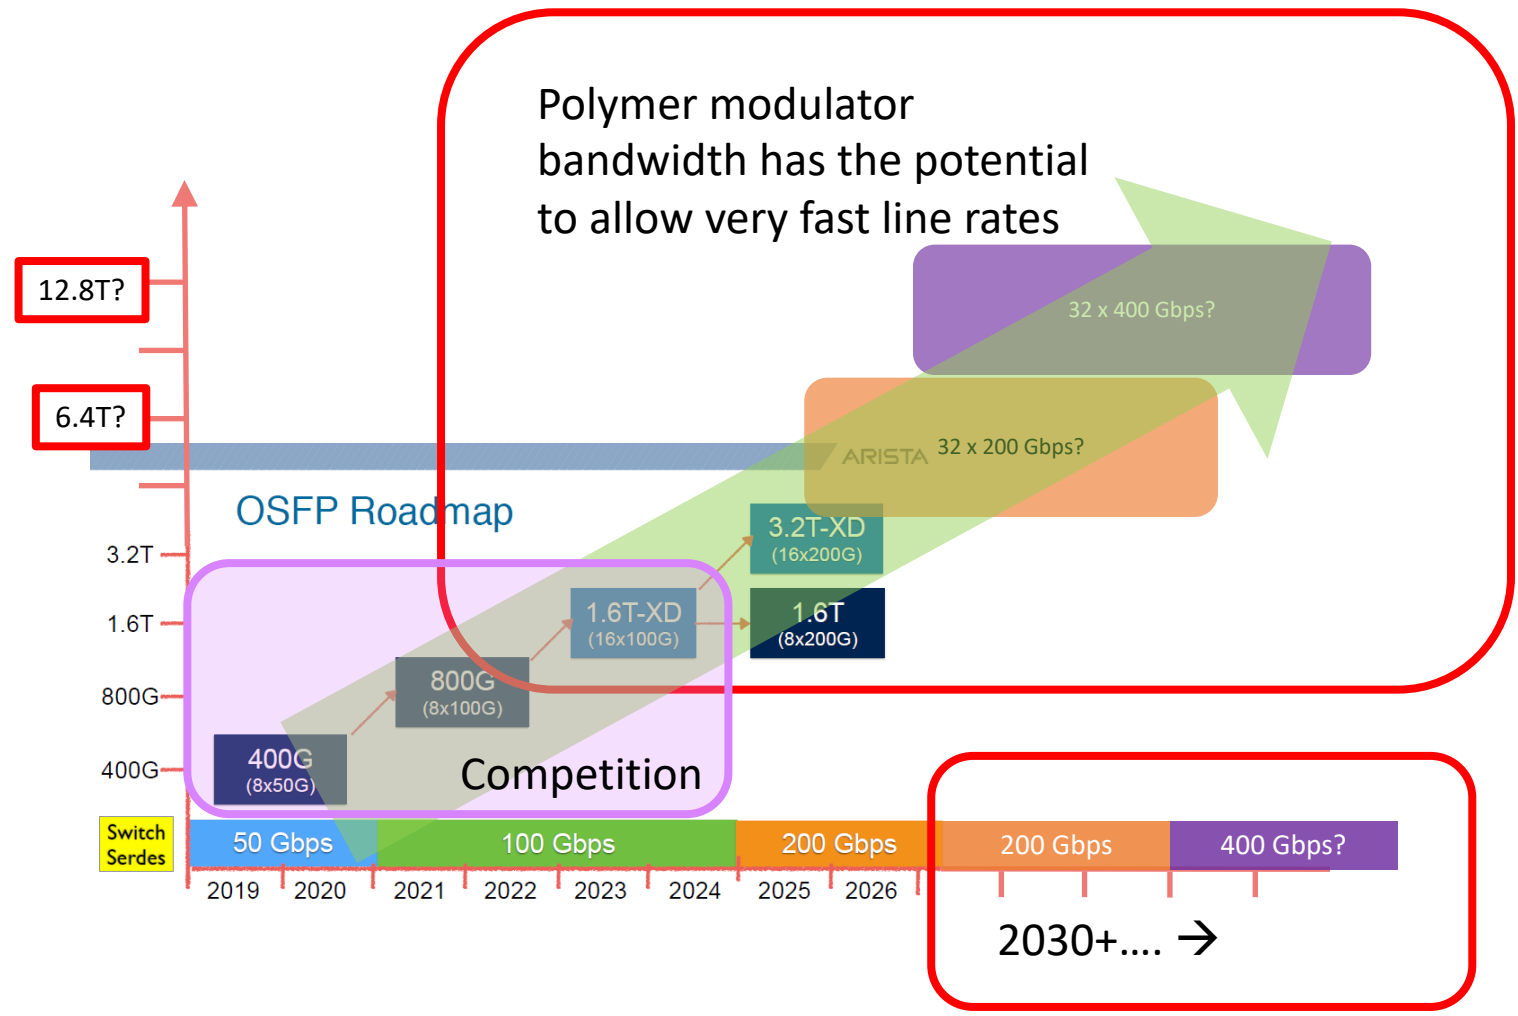 Polymer modulator
bandwidth has the potential
to allow very fast line rates
12.8T?
32 x 400 Gbps?
6.4T?
ARISTA
32 x 200 Gbps?
OSFP Roadmap
3.2T
3.2T-XD
(16x200G)
1.6T
1.6T-XD
(16x100G)
1.6T
(8x200G)
800G
800G
(8x100G)
400G
400G
(8x50G)
Competition
Switch
Serdes
50 Gbps
100 Gbps
200 Gbps
200 Gbps
400 Gbps?
2019 2020 2021 2022 2023 2024 2025 2026
2030+.... →